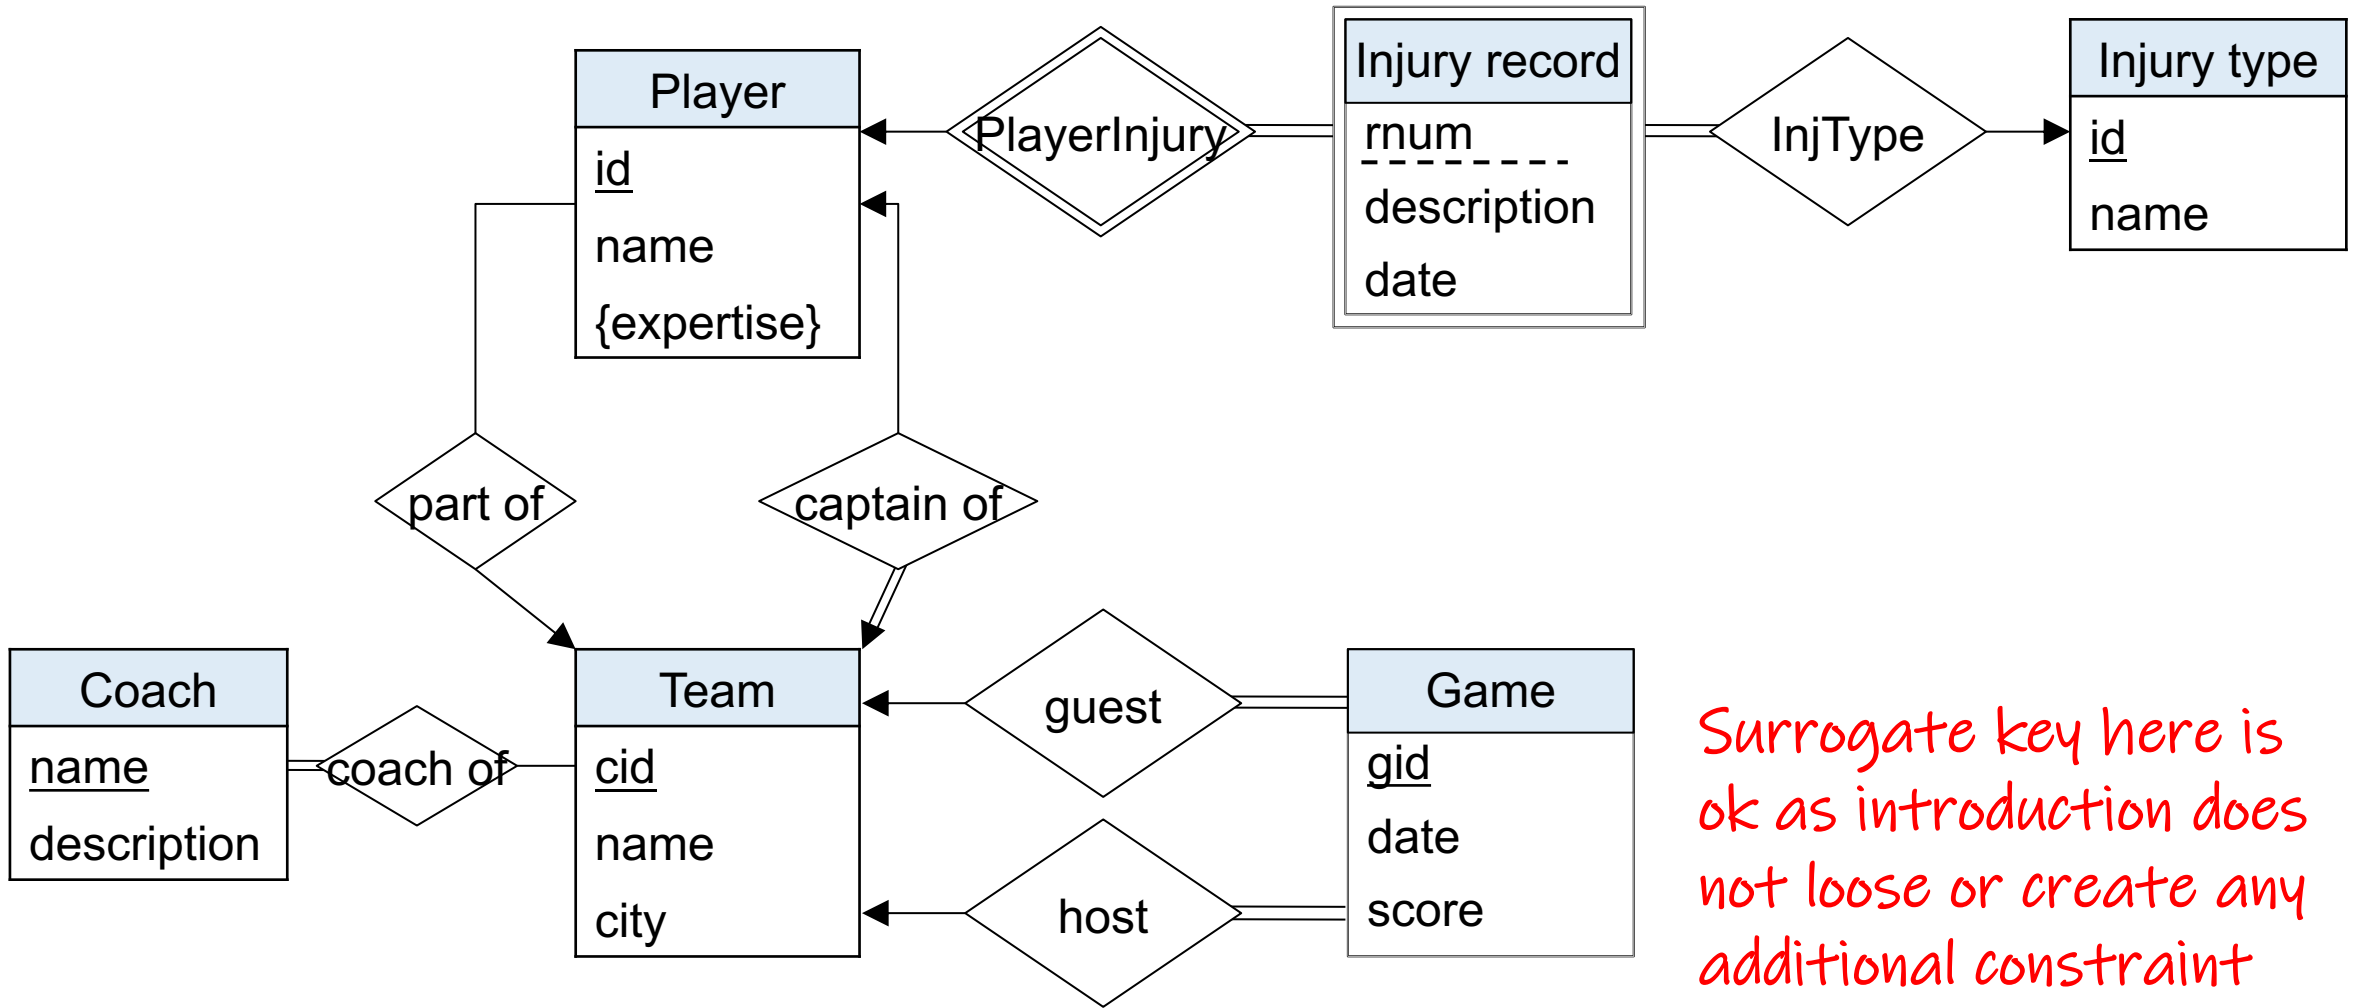 Player
id
name
{expertise}
PlayerInjury
Injury record
rnum
description
date
InjType
Injury type
id
name
part of
captain of
Coach
name
description
coach of
Team
cid
name
city
guest
host
Game
gid
date
score
Surrogate key here is
ok as introduction does
not loose or create any
additional constraint